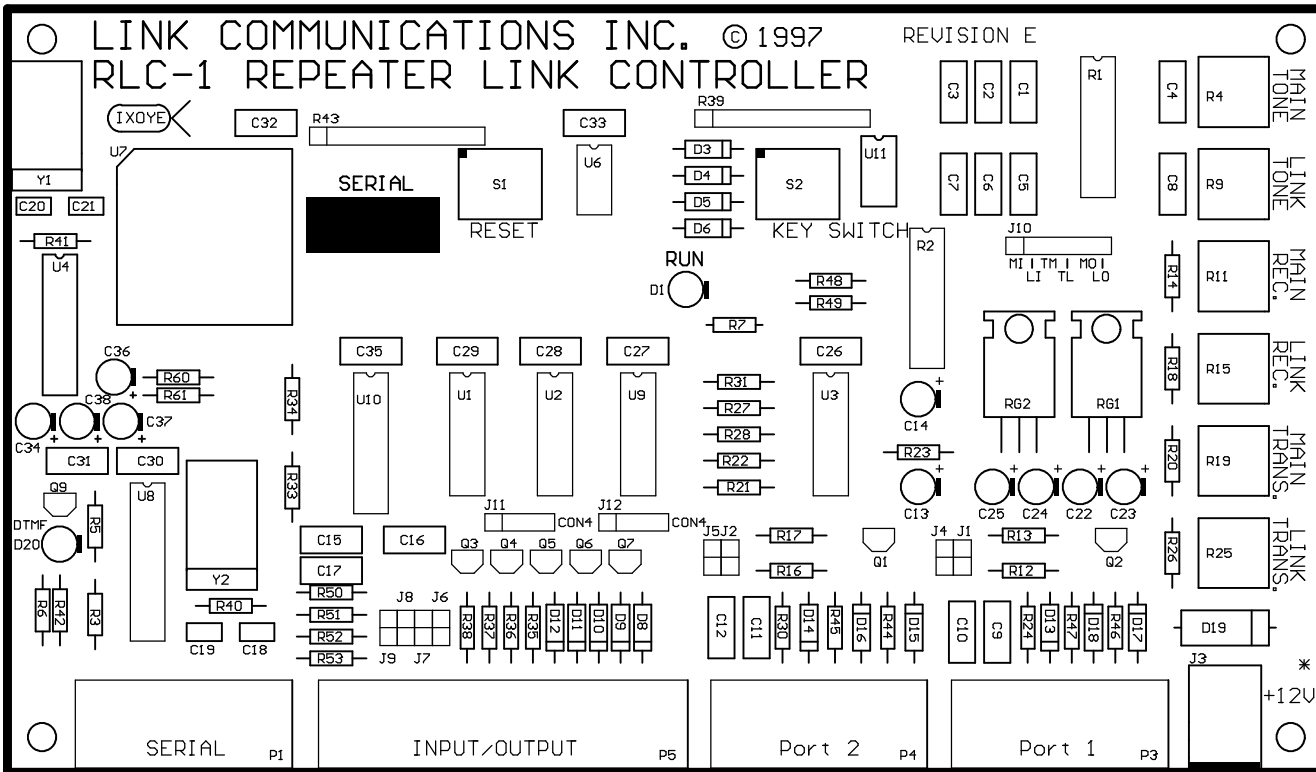 LINK COMMUNICATIONS INC. © 1997 REVISION E
RLC-1 REPEATER LINK CONTROLLER
IXOYE
C32
R43
C33
R39
C3
C2
C1
R1
C4
R4
MAIN TONE
U7
Y1
C20
C21
SERIAL
S1
RESET
U6
D3
D4
D5
D6
S2
KEY SWITCH
U11
C7
C6
C5
C8
R9
LINK TONE
R41
U4
RUN
D1
R48
R49
R7
R2
J10
MI TM MO
LI TL LO
R14
R11
MAIN REC.
C36
R60
R61
C38
C34
C37
R34
C35
C29
C28
C27
C26
U10
U1
U2
U9
U3
R31
R27
R28
R22
R21
C14
RG2
RG1
R18
R15
LINK REC.
C31
C30
R33
R23
C13
C25
C24
C22
C23
R20
R19
MAIN TRANS.
Q9
U8
DTMF
D20
R5
Y2
J11
CON4
J12
CON4
C15
C16
C17
Q3
Q4
Q5
Q6
Q7
J5
J2
R17
R16
Q1
J4
J1
R13
R12
Q2
R26
R25
LINK TRANS.
R6
R42
R3
R40
C19
C18
R50
R51
R52
R53
J8
J6
J9
J7
R38
R37
R36
R35
D12
D11
D10
D9
D8
C12
C11
R30
D14
R45
D16
R44
D15
C10
C9
R24
D13
R47
D18
R46
D17
D19
J3
*
+12V
SERIAL P1
INPUT/OUTPUT P5
Port 2 P4
Port 1 P3